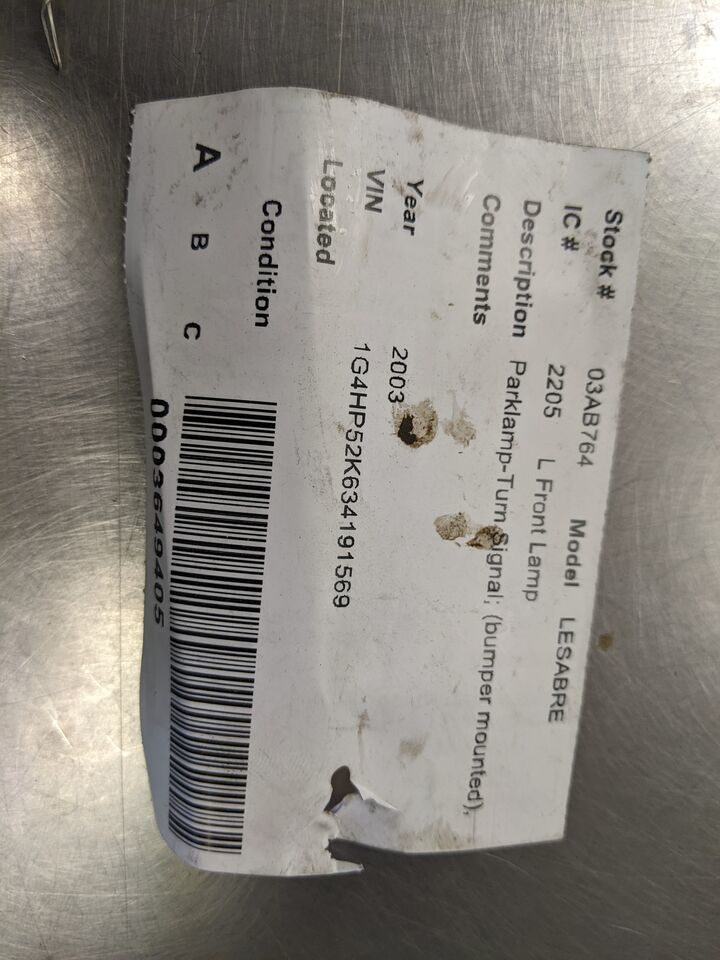 Stock # 03AB764 Model LESABRE
IC # 2205 L Front Lamp
Description Parklamp-Turn Signal; (bumper mounted),
Comments
Year 2003
VIN 1G4HP52K634191569
Located
Condition
A B C
0003649405